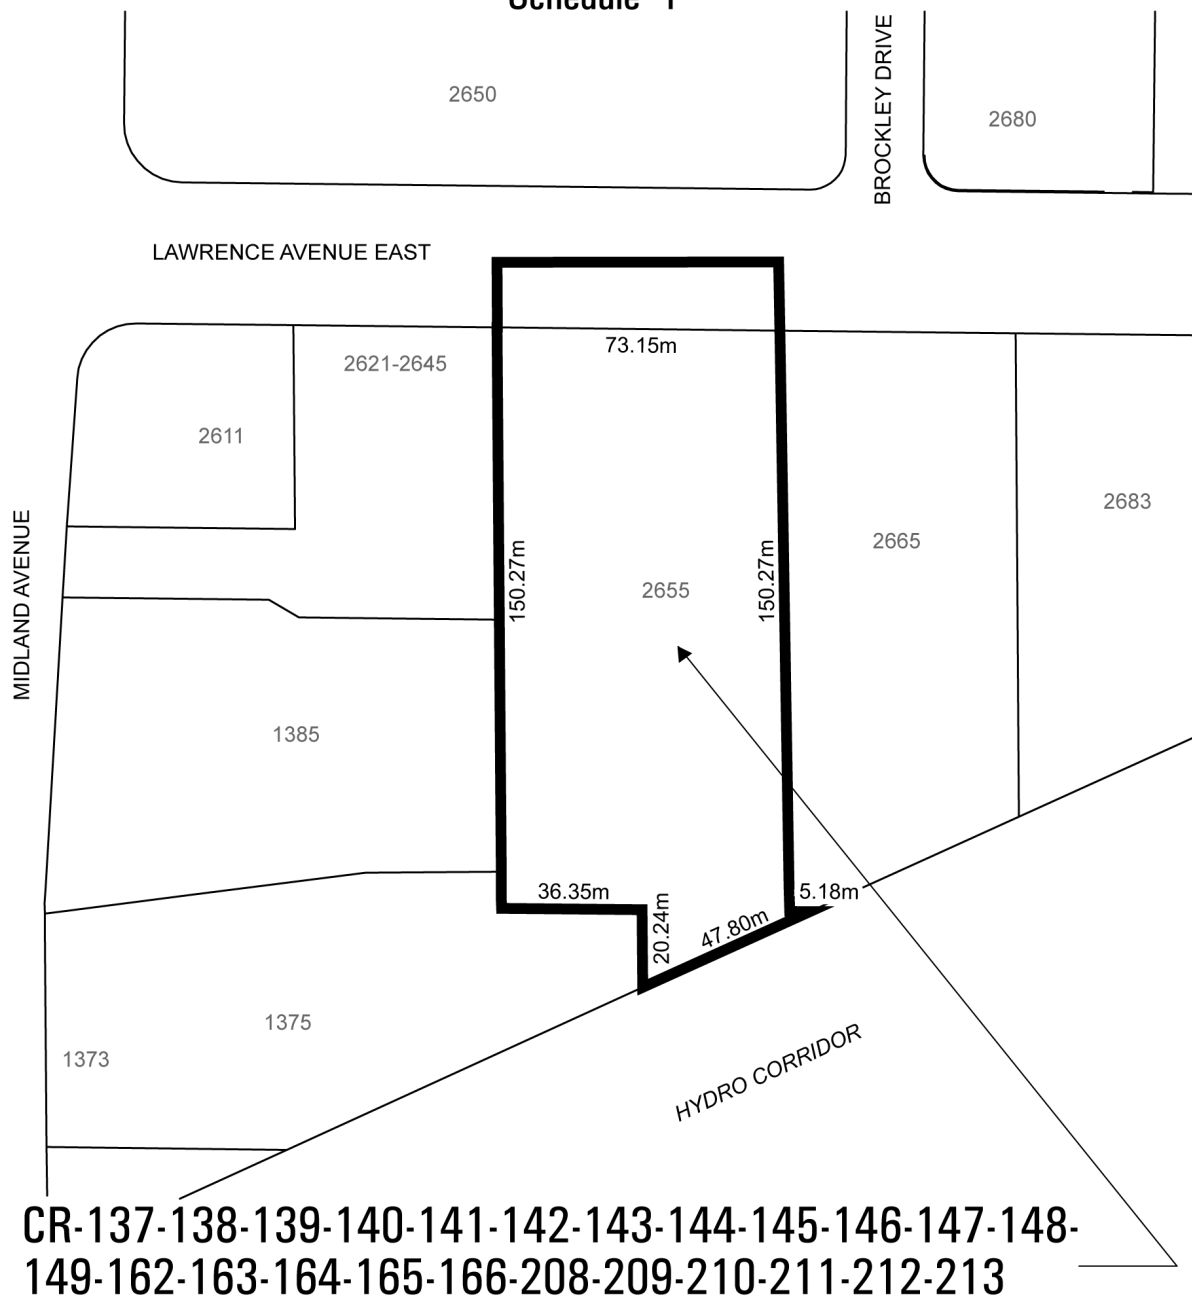 Schedule "1"
2650
BROCKLEY DRIVE
2680
LAWRENCE AVENUE EAST
73.15m
2621-2645
2611
2683
MIDLAND AVENUE
150.27m
2655
150.27m
2665
1385
36.35m
20.24m
47.80m
5.18m
1375
1373
HYDRO CORRIDOR
CR-137-138-139-140-141-142-143-144-145-146-147-148-
149-162-163-164-165-166-208-209-210-211-212-213